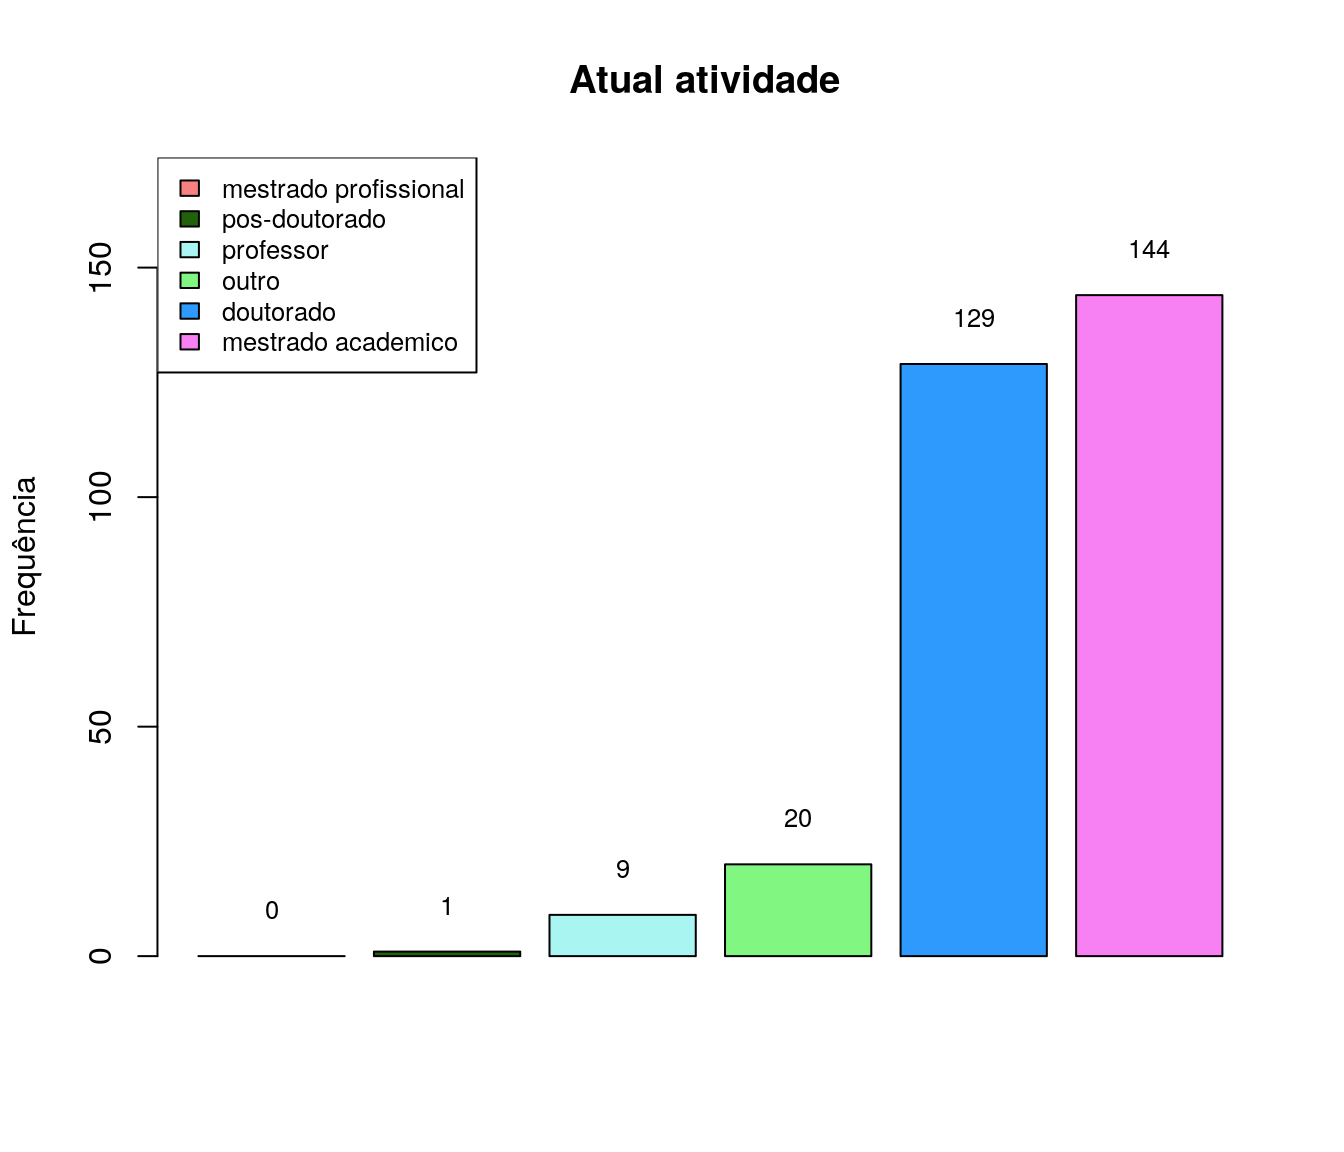 Atual atividade
mestrado profissional
pos-doutorado
professor
outro
doutorado
mestrado academico
Frequência
150
100
50
0
0
1
9
20
129
144